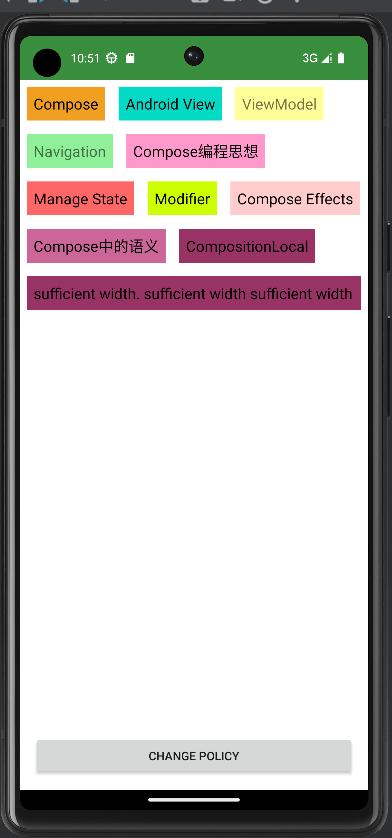 10:51 3G
Compose Android View ViewModel
Navigation Compose编程思想
Manage State Modifier Compose Effects
Compose中的语义 CompositionLocal
sufficient width. sufficient width sufficient width
CHANGE POLICY